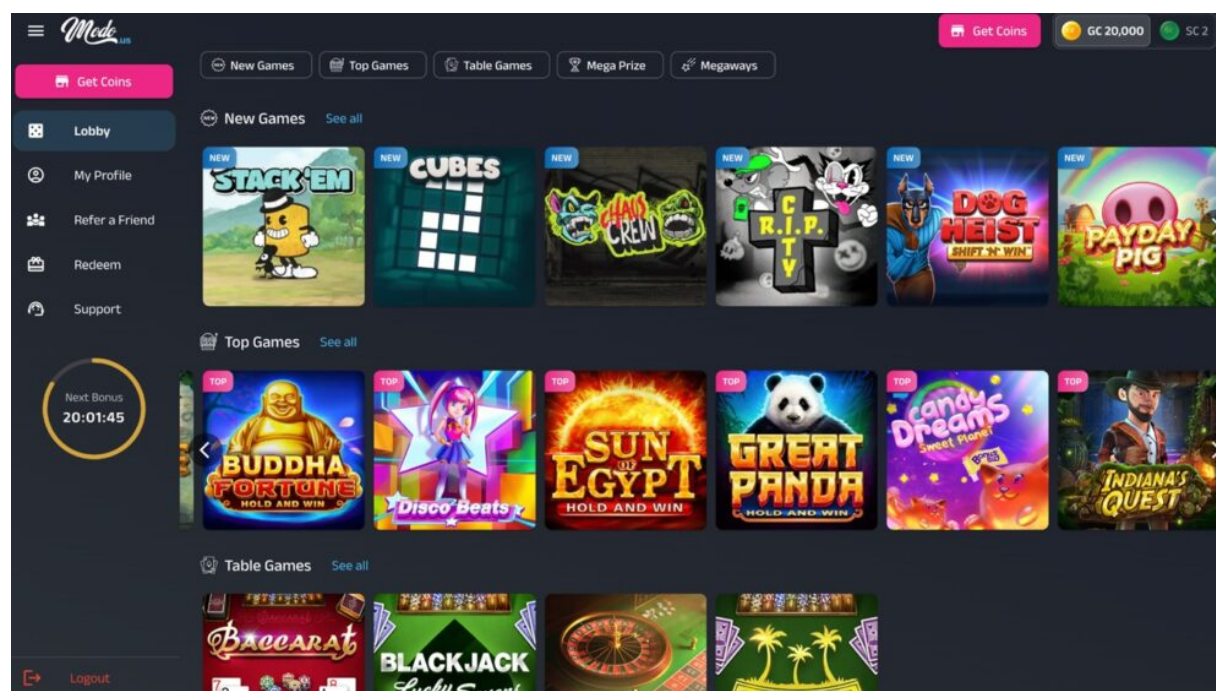 Modo.us
Get Coins
GC 20,000
SC 2
Get Coins
Lobby
My Profile
Refer a Friend
Redeem
Support
Next Bonus
20:01:45
Logout
New Games
Top Games
Table Games
Mega Prize
Megaways
New Games
See all
NEW
STACK 'EM
NEW
CUBES
NEW
CHAOS
CREW
NEW
R.I.P.
CITY
NEW
DOG
HEIST
SHIFT 'N' WIN
NEW
PAYDAY
PIG
Top Games
See all
TOP
BUDDHA
FORTUNE
HOLD AND WIN
TOP
Disco Beats
TOP
SUN
OF
EGYPT
HOLD AND WIN
TOP
GREAT
PANDA
HOLD AND WIN
TOP
Candy
Dreams
Sweet Planet
TOP
INDIANA'S
QUEST
Table Games
See all
BACCARAT
BLACKJACK